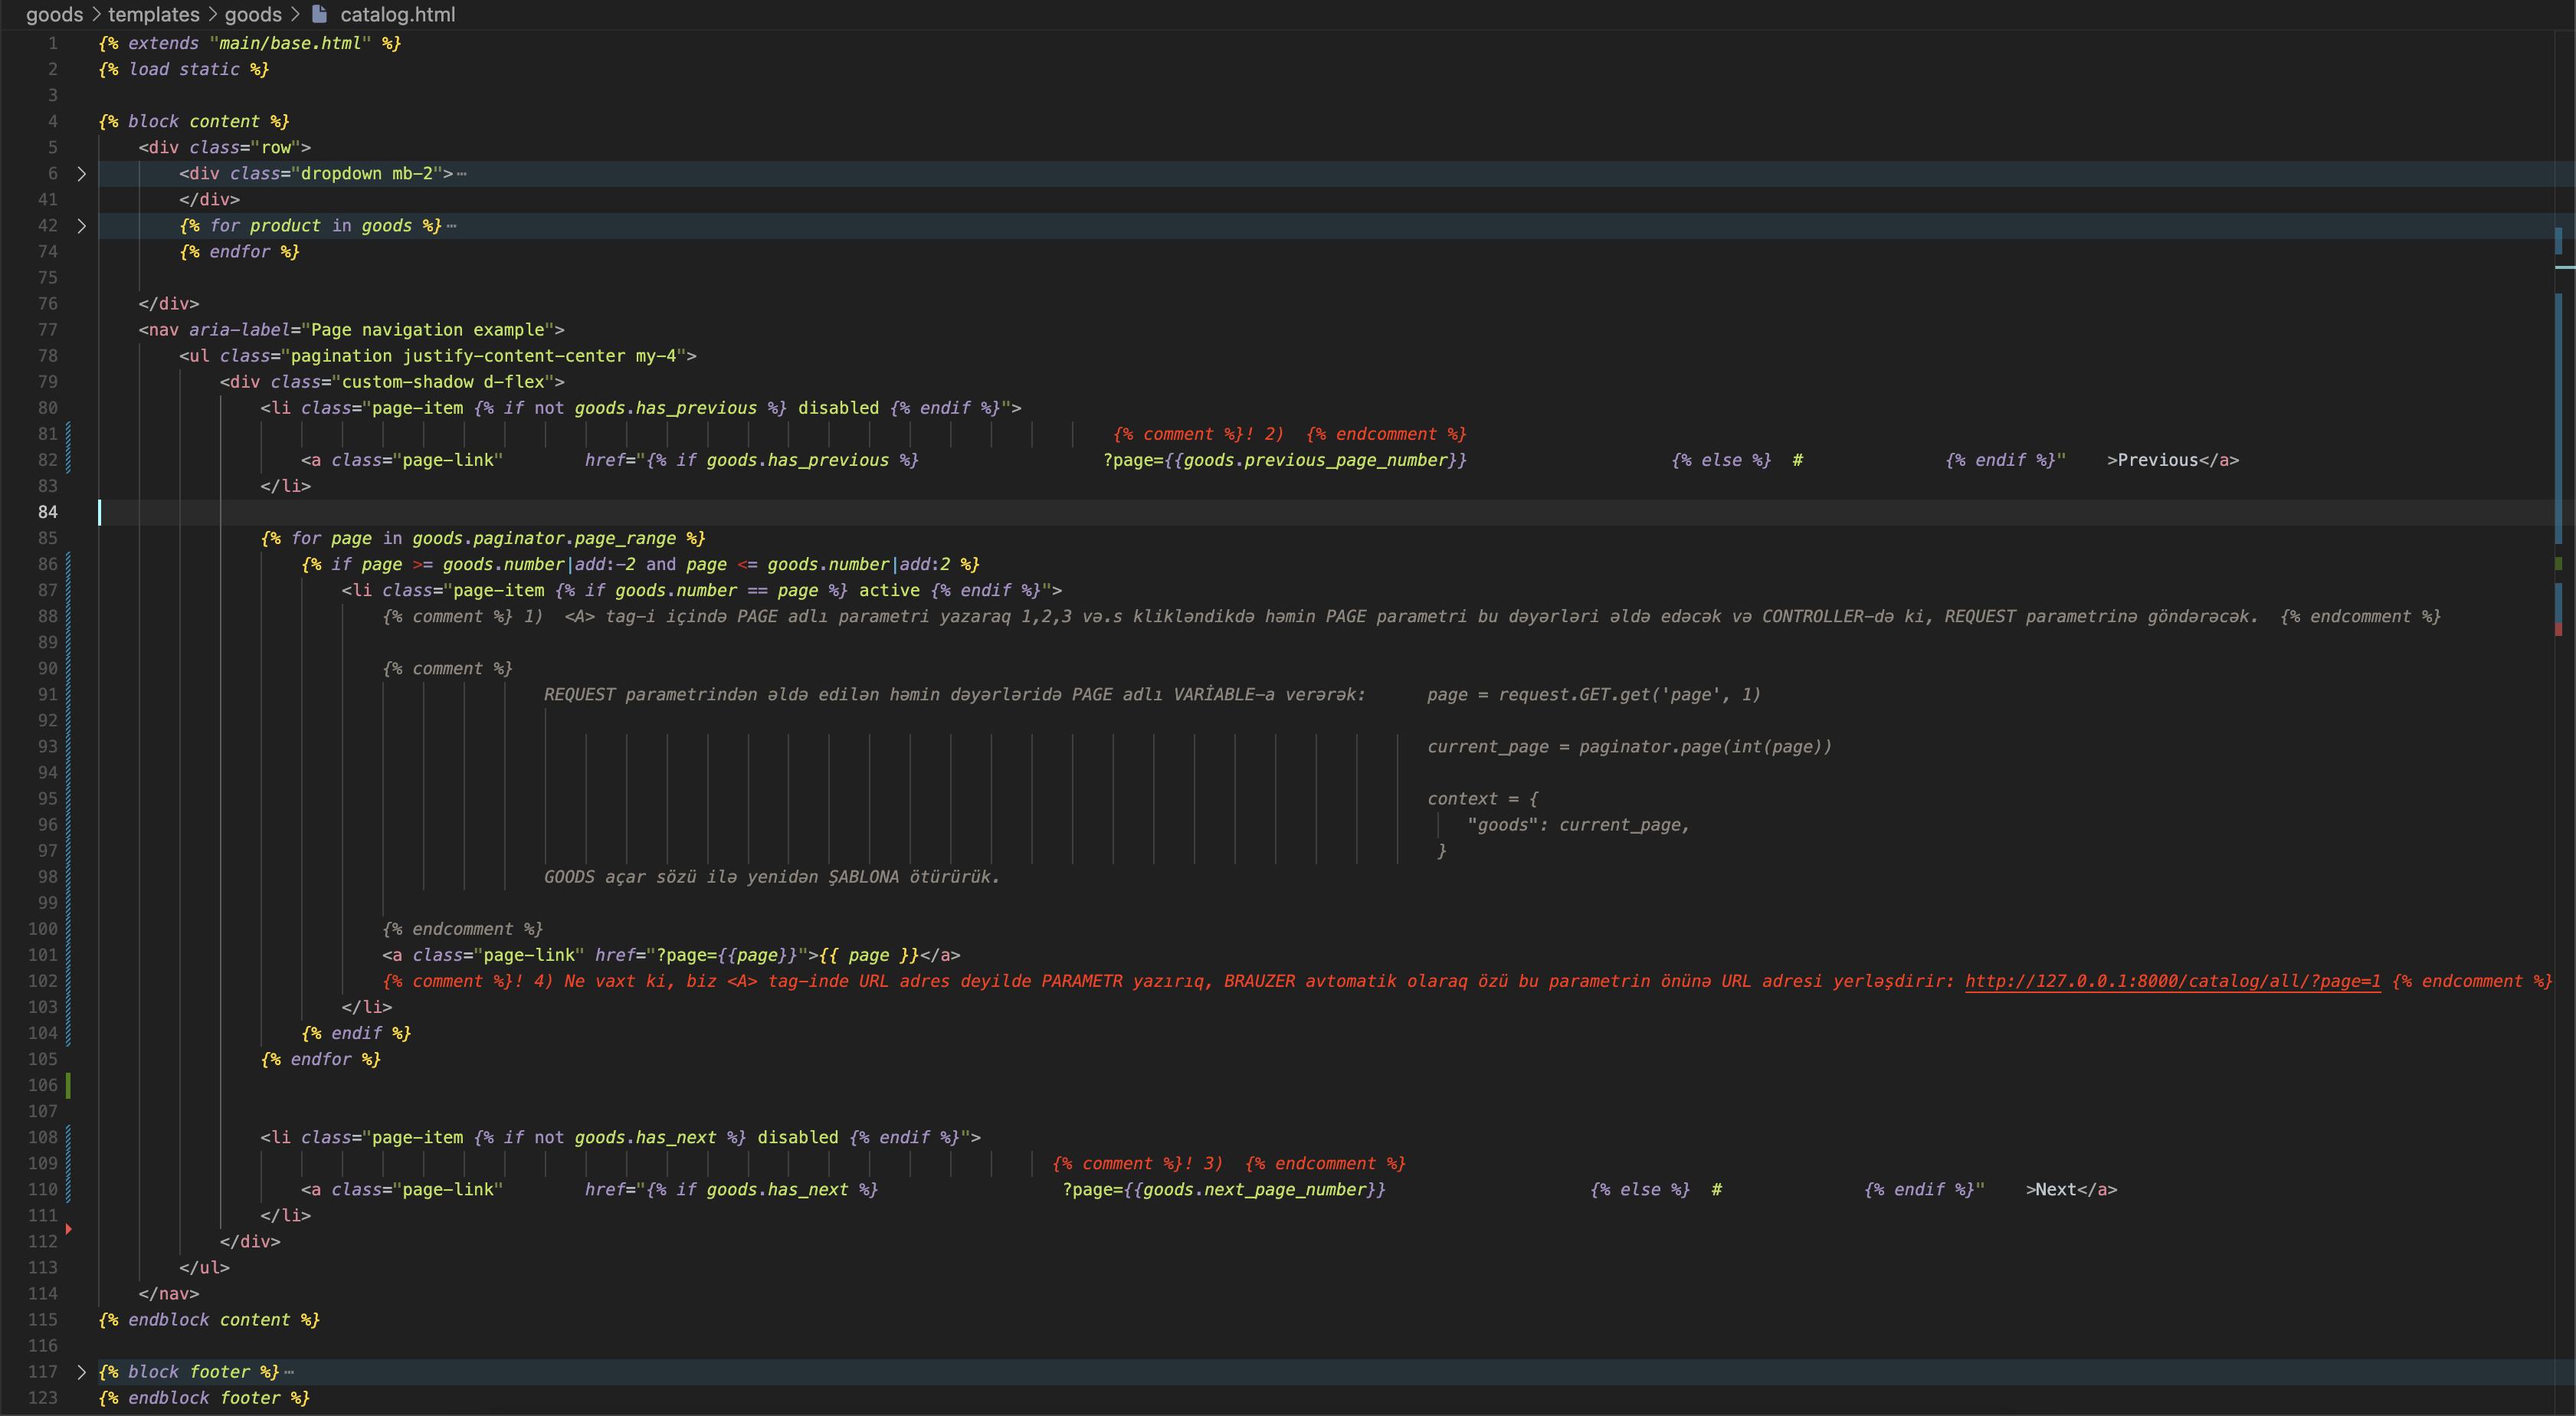 goods > templates > goods > catalog.html
1 {% extends "main/base.html" %}
2 {% load static %}
3
4 {% block content %}
5 <div class="row">
6 <div class="dropdown mb-2">⋯
41 </div>
42 {% for product in goods %}⋯
74 {% endfor %}
75
76 </div>
77 <nav aria-label="Page navigation example">
78 <ul class="pagination justify-content-center my-4">
79 <div class="custom-shadow d-flex">
80 <li class="page-item {% if not goods.has_previous %} disabled {% endif %}">
81 {% comment %}! 2) {% endcomment %}
82 <a class="page-link" href="{% if goods.has_previous %} ?page={{goods.previous_page_number}} {% else %} # {% endif %}" >Previous</a>
83 </li>
84
85 {% for page in goods.paginator.page_range %}
86 {% if page >= goods.number|add:-2 and page <= goods.number|add:2 %}
87 <li class="page-item {% if goods.number == page %} active {% endif %}">
88 {% comment %} 1) <A> tag-i içində PAGE adlı parametri yazaraq 1,2,3 və.s klikləndikdə həmin PAGE parametri bu dəyərləri əldə edəcək və CONTROLLER-də ki, REQUEST parametrinə göndərəcək. {% endcomment %}
89
90 {% comment %}
91 REQUEST parametrindən əldə edilən həmin dəyərləridə PAGE adlı VARİABLE-a verərək: page = request.GET.get('page', 1)
92
93 current_page = paginator.page(int(page))
94
95 context = {
96 "goods": current_page,
97 }
98 GOODS açar sözü ilə yenidən ŞABLONA ötürürük.
99
100 {% endcomment %}
101 <a class="page-link" href="?page={{page}}">{{ page }}</a>
102 {% comment %}! 4) Ne vaxt ki, biz <A> tag-inde URL adres deyilde PARAMETR yazırıq, BRAUZER avtomatik olaraq özü bu parametrin önünə URL adresi yerləşdirir: http://127.0.0.1:8000/catalog/all/?page=1 {% endcomment %}
103 </li>
104 {% endif %}
105 {% endfor %}
106
107
108 <li class="page-item {% if not goods.has_next %} disabled {% endif %}">
109 {% comment %}! 3) {% endcomment %}
110 <a class="page-link" href="{% if goods.has_next %} ?page={{goods.next_page_number}} {% else %} # {% endif %}" >Next</a>
111 </li>
112 </div>
113 </ul>
114 </nav>
115 {% endblock content %}
116
117 {% block footer %}⋯
123 {% endblock footer %}